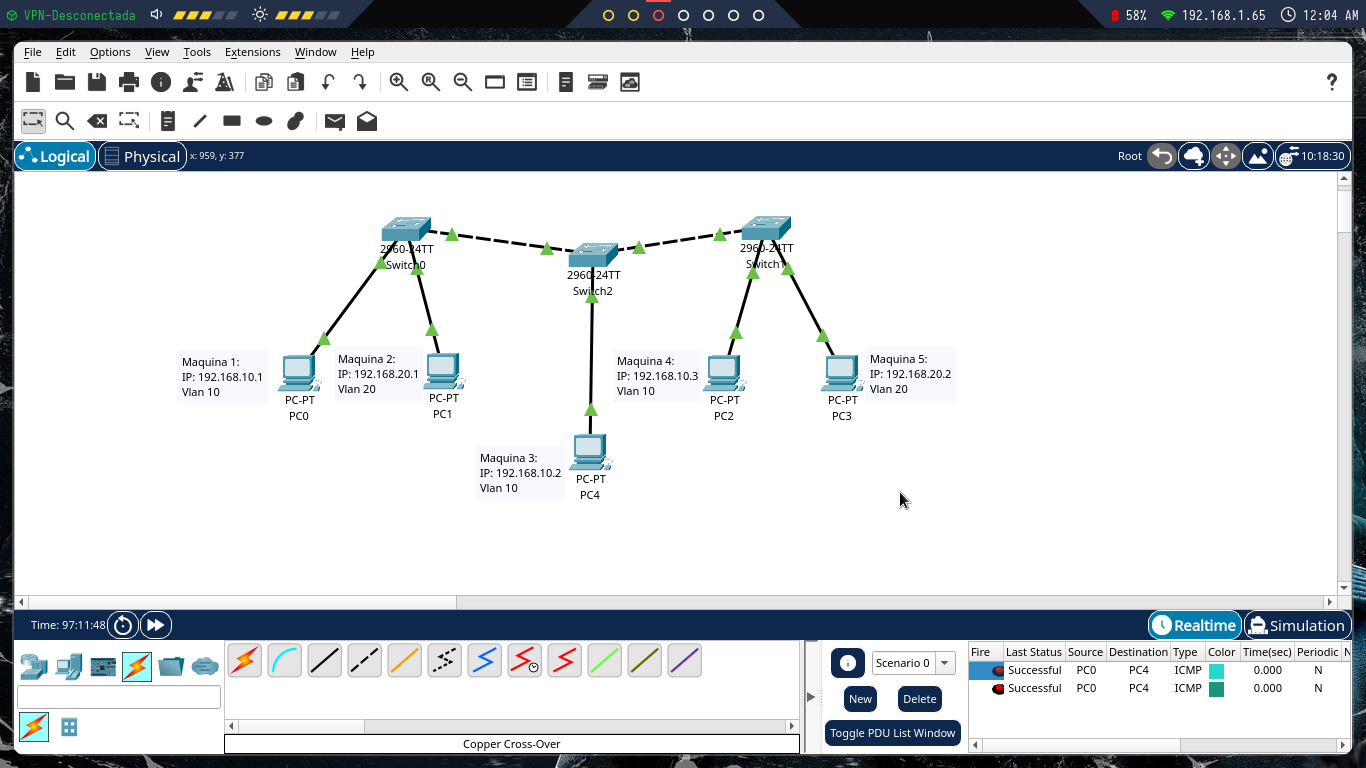 VPN-Desconectada
58% 192.168.1.65 12:04 AM
File Edit Options View Tools Extensions Window Help
?
Logical Physical x: 959, y: 377
Root 10:18:30
2960-24TT
Switch0
2960-24TT
Switch2
2960-24TT
Switch1
Maquina 1:
IP: 192.168.10.1
Vlan 10
PC-PT
PC0
Maquina 2:
IP: 192.168.20.1
Vlan 20
PC-PT
PC1
Maquina 4:
IP: 192.168.10.3
Vlan 10
PC-PT
PC2
PC-PT
PC3
Maquina 5:
IP: 192.168.20.2
Vlan 20
Maquina 3:
IP: 192.168.10.2
Vlan 10
PC-PT
PC4
Time: 97:11:48
Realtime Simulation
Copper Cross-Over
Scenario 0
New Delete
Toggle PDU List Window
Fire Last Status Source Destination Type Color Time(sec) Periodic N
Successful PC0 PC4 ICMP 0.000 N
Successful PC0 PC4 ICMP 0.000 N